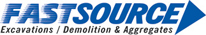 FASTSOURCE
Excavations / Demolition & Aggregates